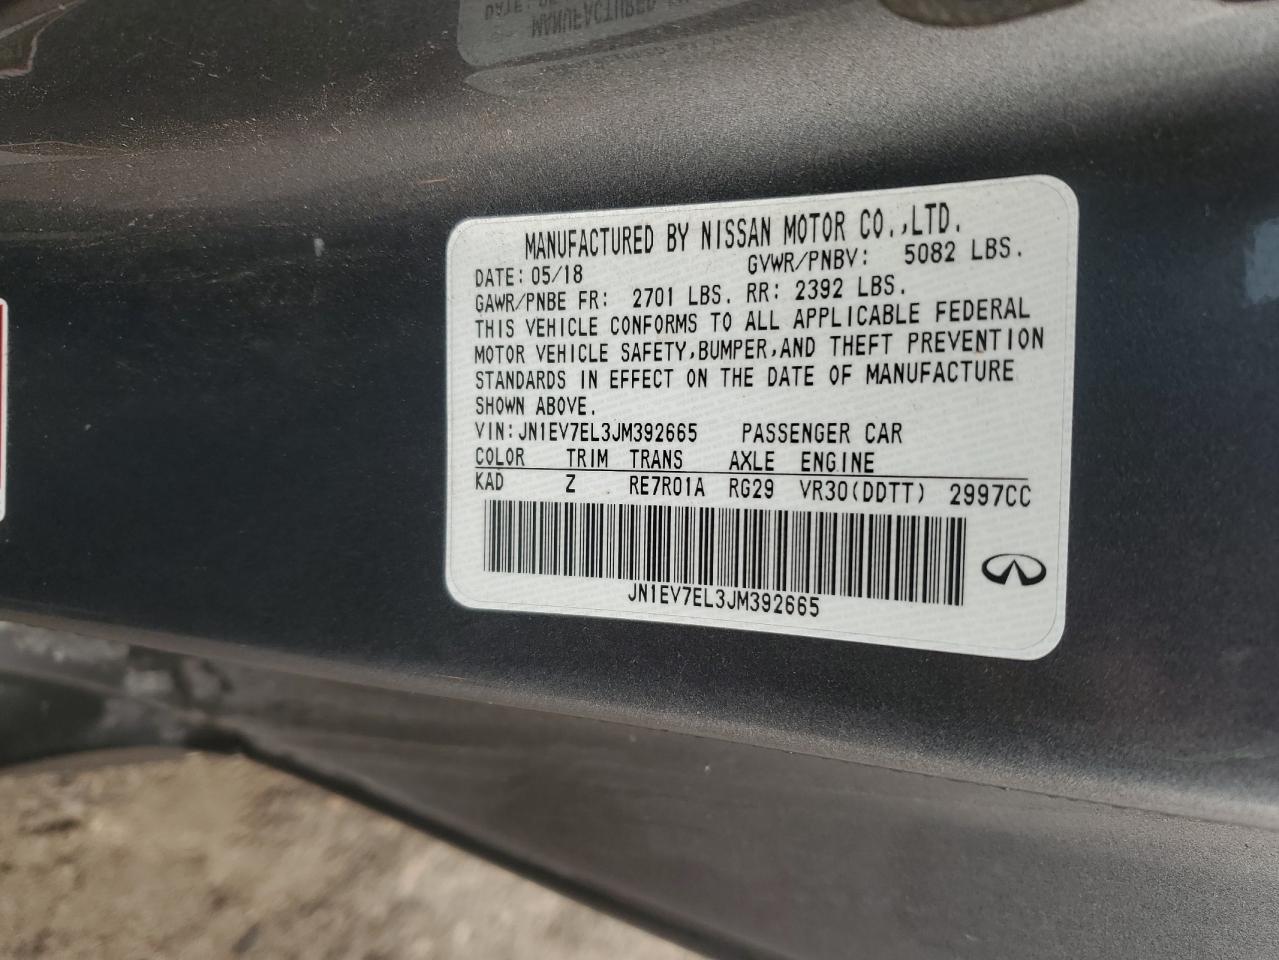 MANUFACTURED BY NISSAN MOTOR CO.,LTD.
DATE: 05/18 GVWR/PNBV: 5082 LBS.
GAWR/PNBE FR: 2701 LBS. RR: 2392 LBS.
THIS VEHICLE CONFORMS TO ALL APPLICABLE FEDERAL
MOTOR VEHICLE SAFETY,BUMPER,AND THEFT PREVENTION
STANDARDS IN EFFECT ON THE DATE OF MANUFACTURE
SHOWN ABOVE.
VIN:JN1EV7EL3JM392665 PASSENGER CAR
COLOR TRIM TRANS AXLE ENGINE
KAD Z RE7R01A RG29 VR30(DDTT) 2997CC
JN1EV7EL3JM392665